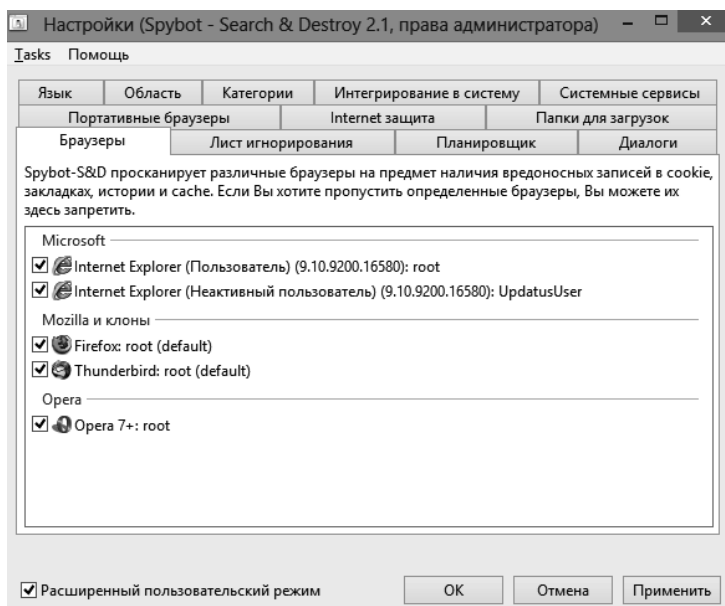 Настройки (Spybot - Search & Destroy 2.1, права администратора)
Tasks Помощь
Язык Область Категории Интегрирование в систему Системные сервисы
Портативные браузеры Internet защита Папки для загрузок
Браузеры Лист игнорирования Планировщик Диалоги
Spybot-S&D просканирует различные браузеры на предмет наличия вредоносных записей в cookie,
закладках, истории и cache. Если Вы хотите пропустить определенные браузеры, Вы можете их
здесь запретить.
Microsoft
Internet Explorer (Пользователь) (9.10.9200.16580): root
Internet Explorer (Неактивный пользователь) (9.10.9200.16580): UpdatusUser
Mozilla и клоны
Firefox: root (default)
Thunderbird: root (default)
Opera
Opera 7+: root
Расширенный пользовательский режим OK Отмена Применить